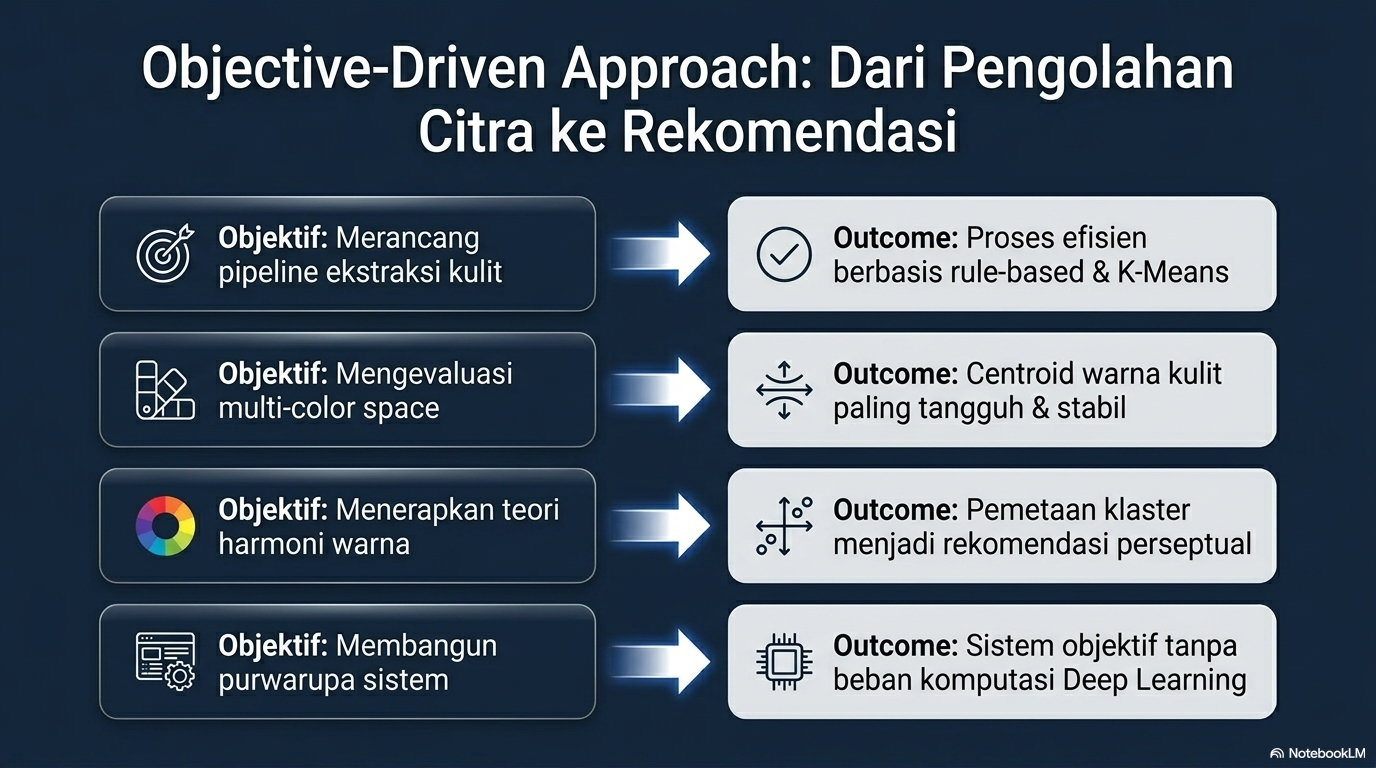 Objective-Driven Approach: Dari Pengolahan
Citra ke Rekomendasi
Objektif: Merancang
pipeline ekstraksi kulit
Outcome: Proses efisien
berbasis rule-based & K-Means
Objektif: Mengevaluasi
multi-color space
Outcome: Centroid warna kulit
paling tangguh & stabil
Objektif: Menerapkan teori
harmoni warna
Outcome: Pemetaan klaster
menjadi rekomendasi perseptual
Objektif: Membangun
purwarupa sistem
Outcome: Sistem objektif tanpa
beban komputasi Deep Learning
NotebookLM